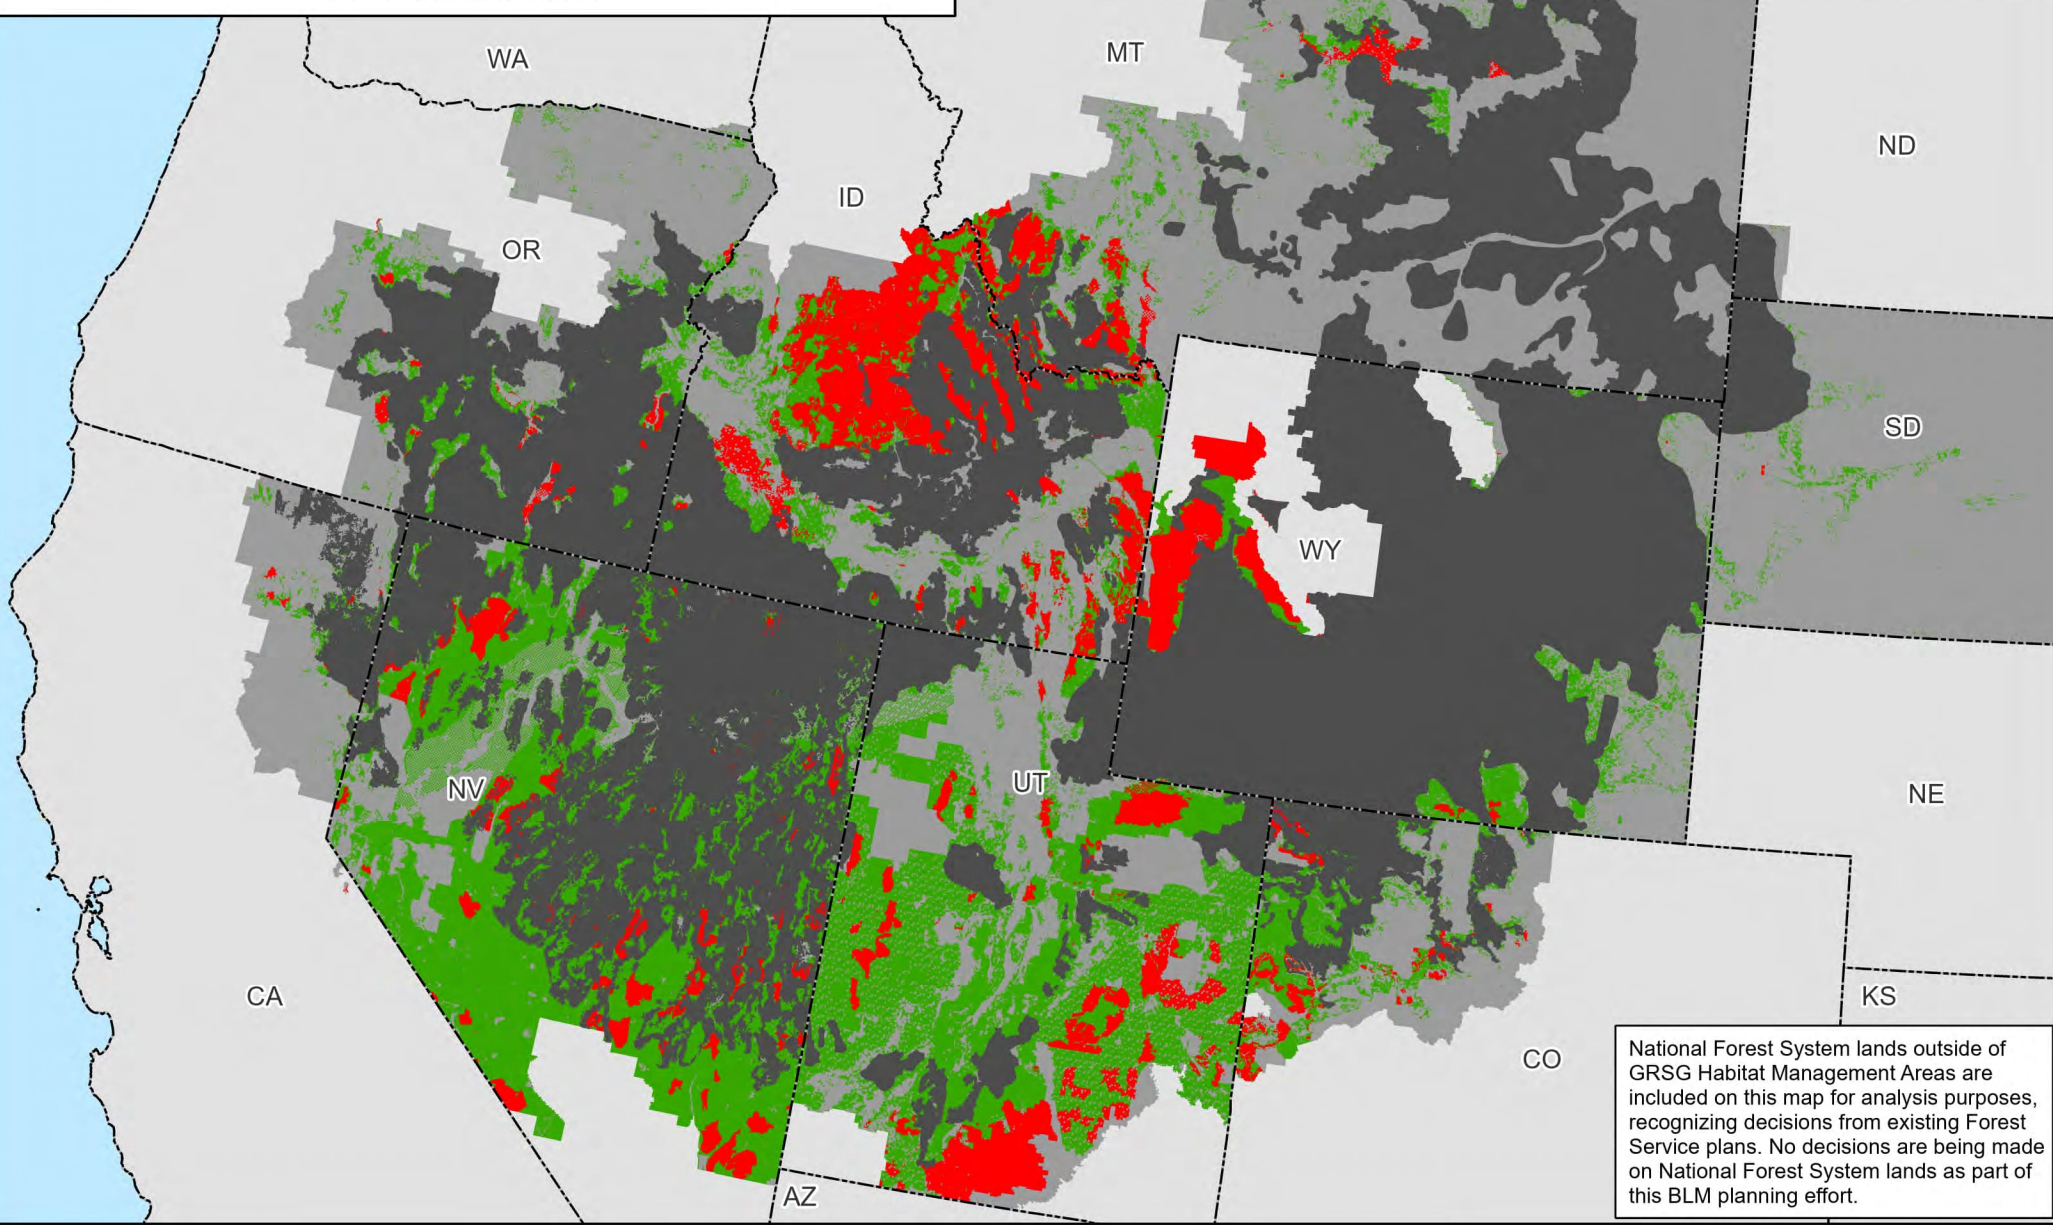 WA
MT
ND
ID
OR
SD
WY
NV
UT
NE
CA
KS
CO
AZ
National Forest System lands outside of
GRSG Habitat Management Areas are
included on this map for analysis purposes,
recognizing decisions from existing Forest
Service plans. No decisions are being made
on National Forest System lands as part of
this BLM planning effort.